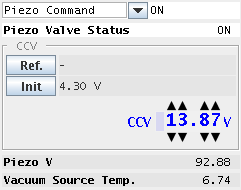 Piezo Command ON
Piezo Valve Status ON
CCV
Ref. -
Init 4.30 V
CCV 13.87 V
Piezo V 92.88
Vacuum Source Temp. 6.74